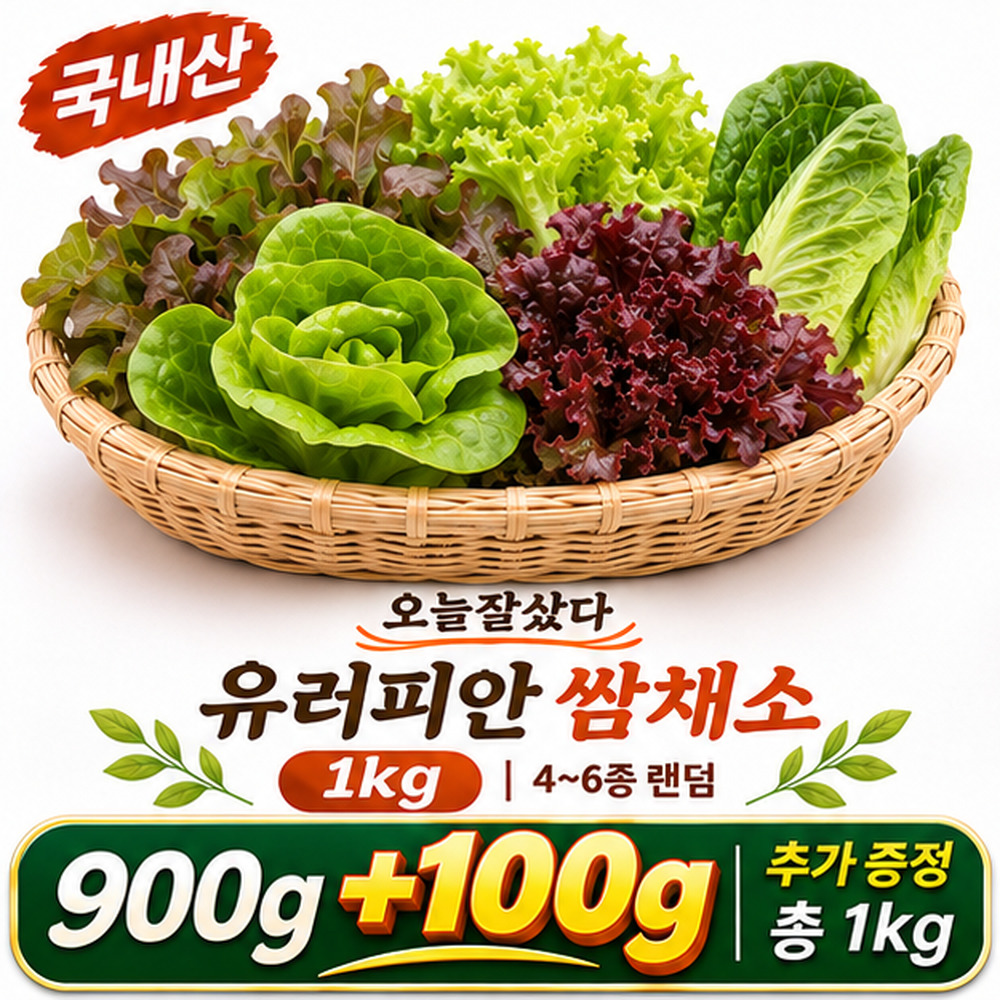 국내산
오늘잘샀다
유러피안 쌈채소
1kg | 4~6종 랜덤
900g +100g
추가 증정
총 1kg